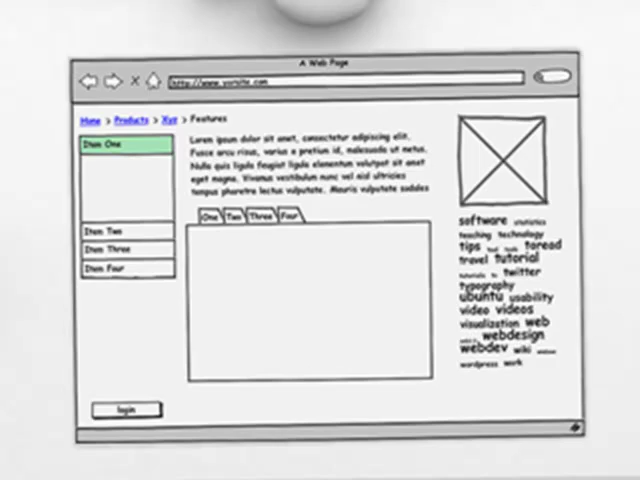 A Web Page
Home > Products > Xyz > Features
Item One
Item Two
Item Three
Item Four
login
Lorem ipsum dolor sit amet, consectetur adipiscing elit.
Fusce arcu risus, varius a pretium id, malesuada ut metus.
Nulla quis ligula feugiat ligula elementum volutpat sit amet
eget magna. Vivamus vestibulum nunc vel nisl ultricies
tempus pharetra lectus vulputate. Mauris vulputate sodales
One Two Three Four
software statistics
teaching technology
tips toread
travel tutorial
tutorials tv twitter
typography
ubuntu usability
video videos
visualization web
webdesign
webdev wiki
wordpress work